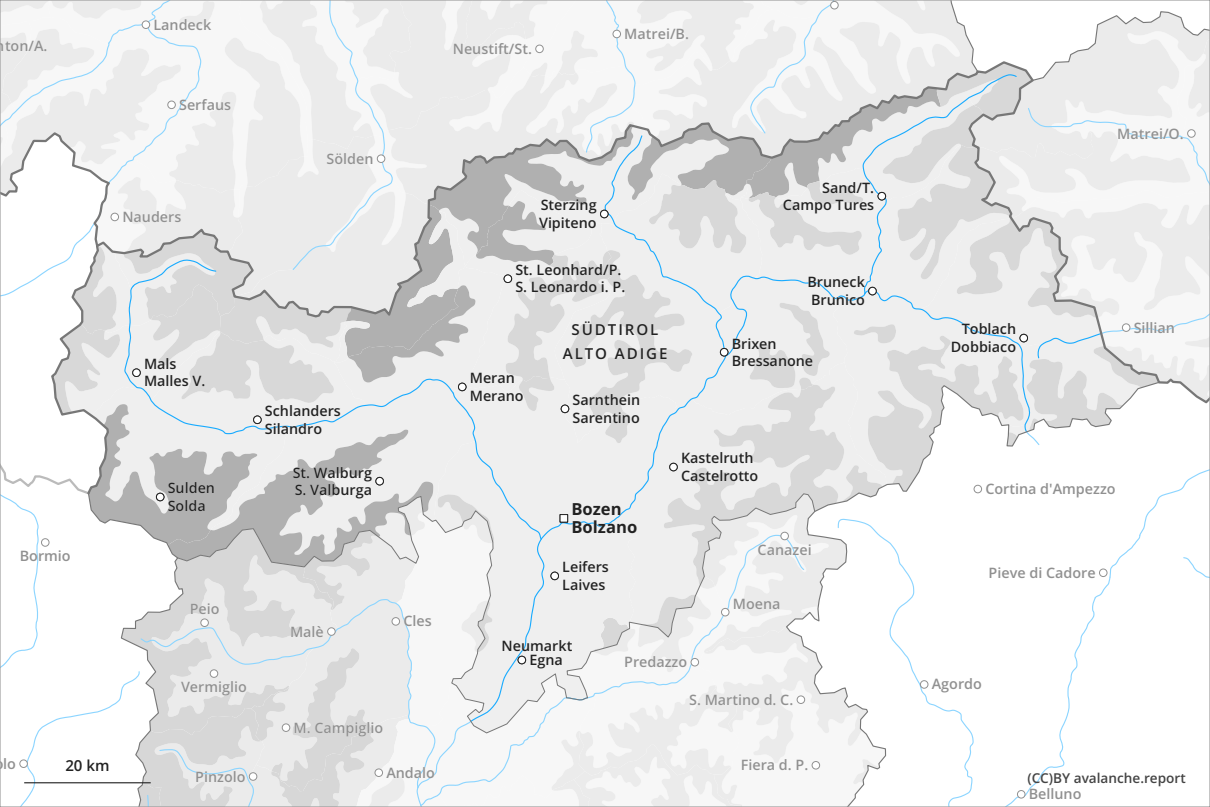 Landeck
Matrei/B.
nton/A.
Neustift/St.
Serfaus
Matrei/O.
Sölden
Sand/T.
Campo Tures
Sterzing
Vipiteno
Nauders
St. Leonhard/P.
S. Leonardo i. P.
Bruneck
Brunico
SÜDTIROL
ALTO ADIGE
Toblach
Dobbiaco
Sillian
Brixen
Bressanone
Mals
Malles V.
Meran
Merano
Schlanders
Silandro
Sarnthein
Sarentino
Kastelruth
Castelrotto
St. Walburg
S. Valburga
Sulden
Solda
Cortina d'Ampezzo
Bozen
Bolzano
Bormio
Canazei
Leifers
Laives
Pieve di Cadore
Peio
Moena
Malè
Cles
Neumarkt
Egna
Predazzo
Vermiglio
Agordo
S. Martino d. C.
M. Campiglio
olo
20 km
Pinzolo
Andalo
Fiera d. P.
(CC)BY avalanche.report
Belluno